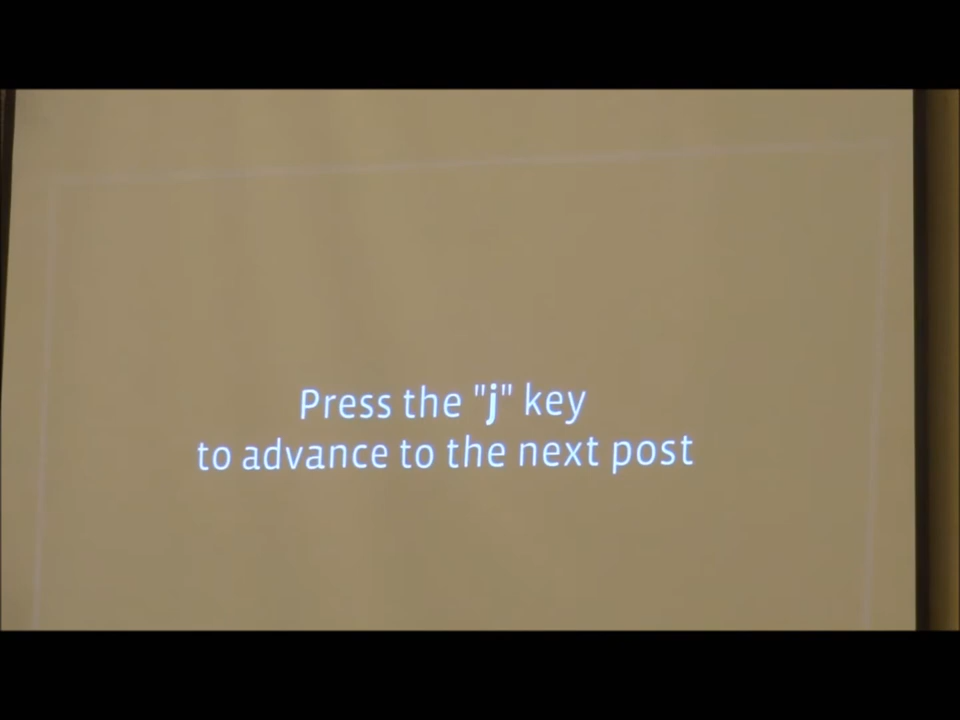 Press the "j" key
to advance to the next post